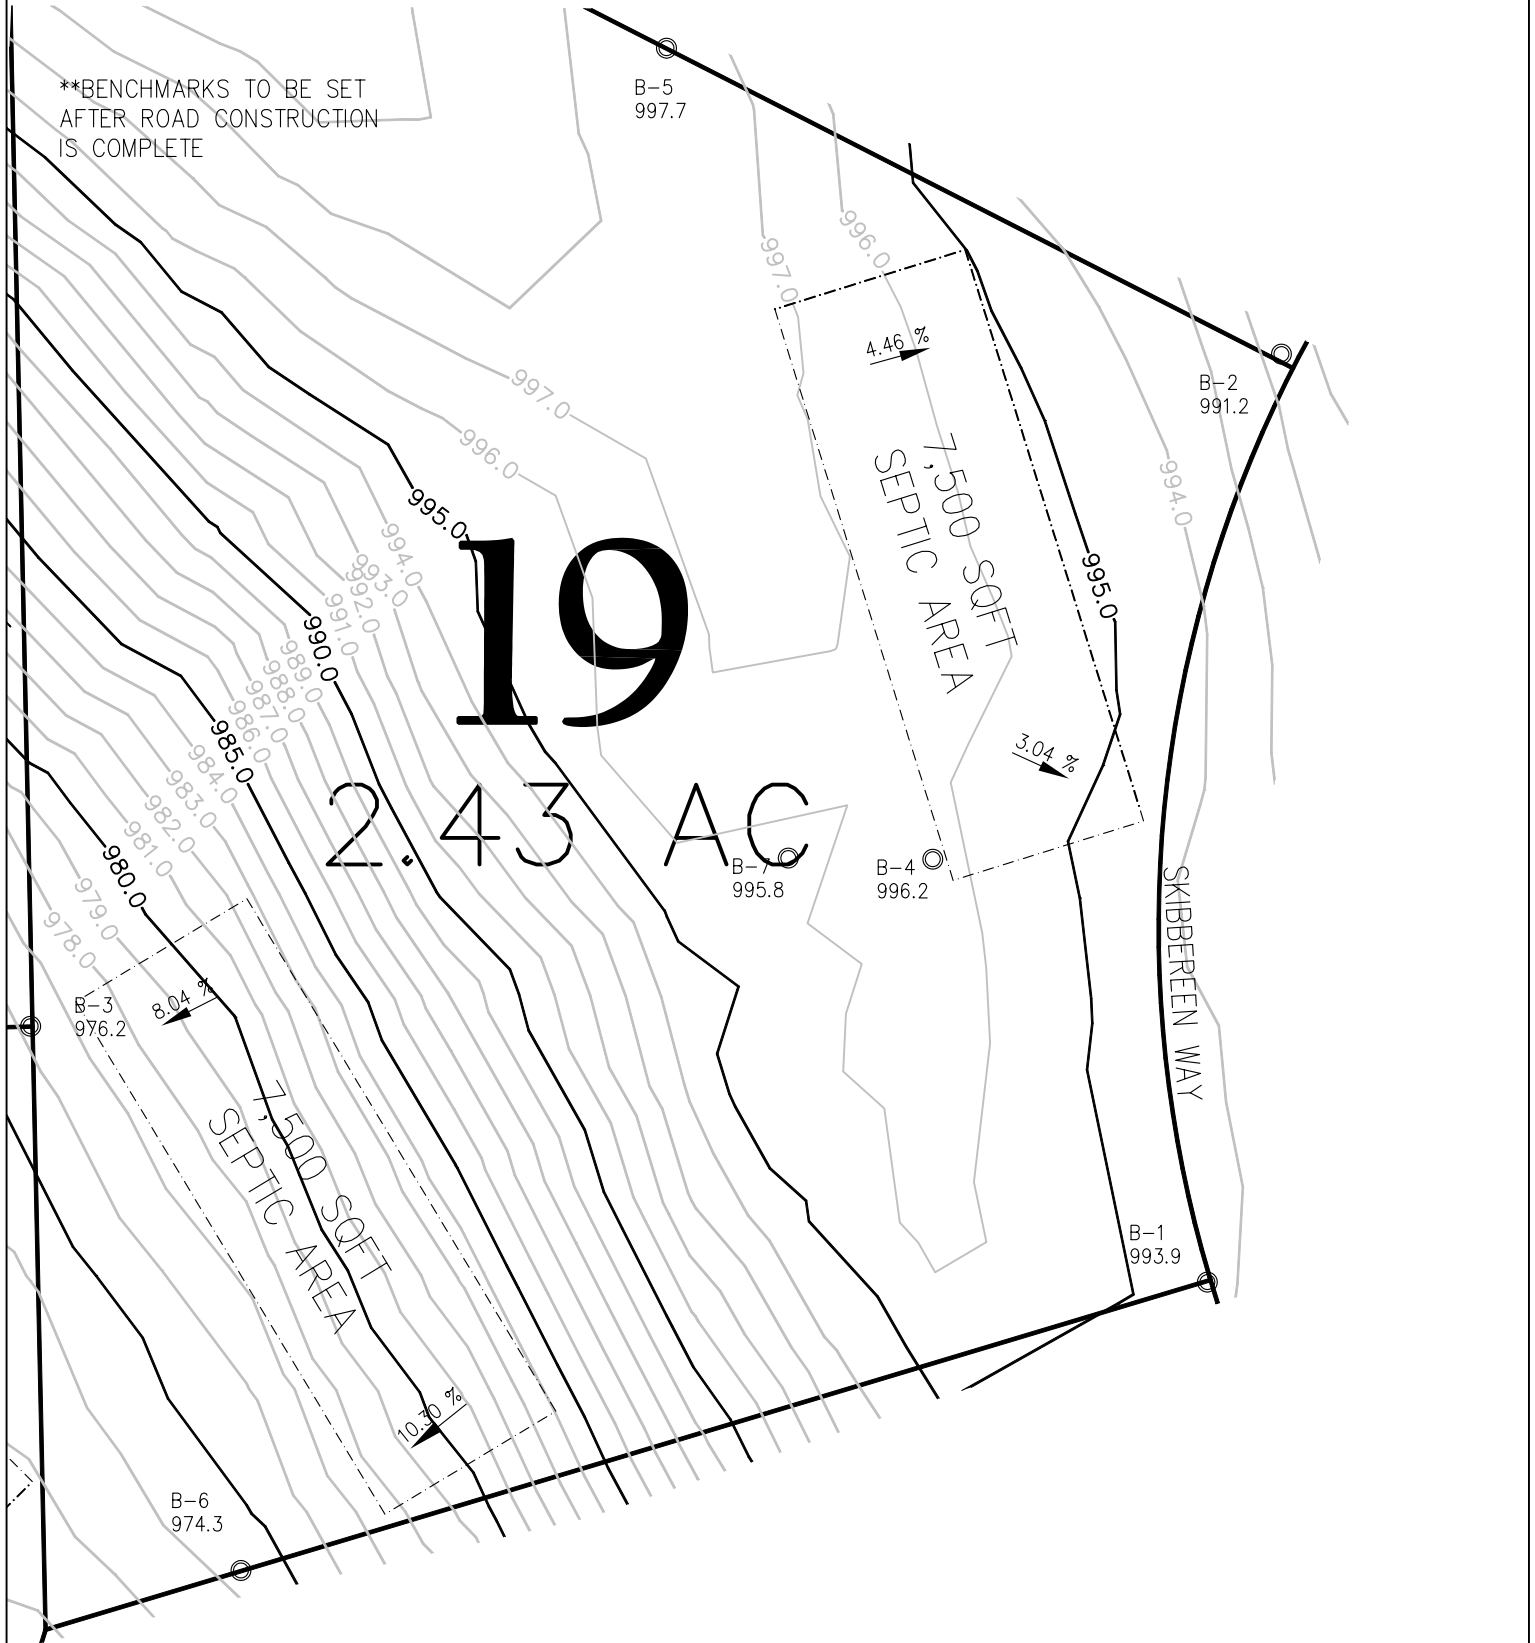 **BENCHMARKS TO BE SET
AFTER ROAD CONSTRUCTION
IS COMPLETE
B-5
997.7
996.0
997.0
4.46 %
B-2
991.2
997.0
996.0
995.0
994.0
993.0
992.0
991.0
990.0
989.0
988.0
987.0
986.0
985.0
984.0
983.0
982.0
981.0
980.0
979.0
978.0
7,500 SQFT
SEPTIC AREA
994.0
995.0
19
2.43 AC
3.04 %
B-7
995.8
B-4
996.2
SKIBBEREEN WAY
B-3
976.2
8.04 %
7,500 SQFT
SEPTIC AREA
B-1
993.9
10.30 %
B-6
974.3